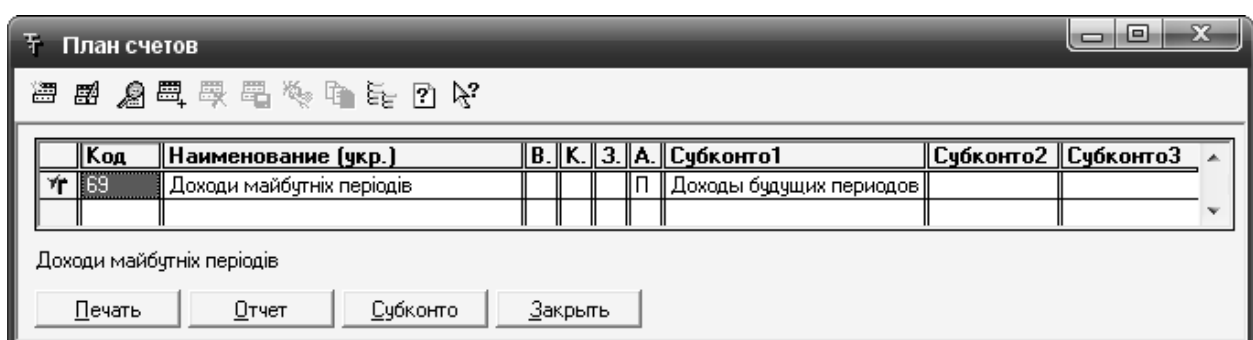 План счетов
Код Наименование (укр.) В. К. З. А. Субконто1 Субконто2 Субконто3
69 Доходи майбутніх періодів П Доходы будущих периодов
Доходи майбутніх періодів
Печать Отчет Субконто Закрыть